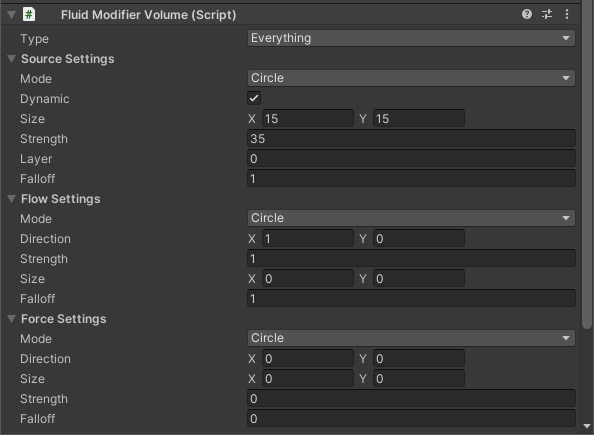 # Fluid Modifier Volume (Script)
Type Everything
Source Settings
Mode Circle
Dynamic
Size X 15 Y 15
Strength 35
Layer 0
Falloff 1
Flow Settings
Mode Circle
Direction X 1 Y 0
Strength 1
Size X 0 Y 0
Falloff 1
Force Settings
Mode Circle
Direction X 0 Y 0
Size X 0 Y 0
Strength 0
Falloff 0